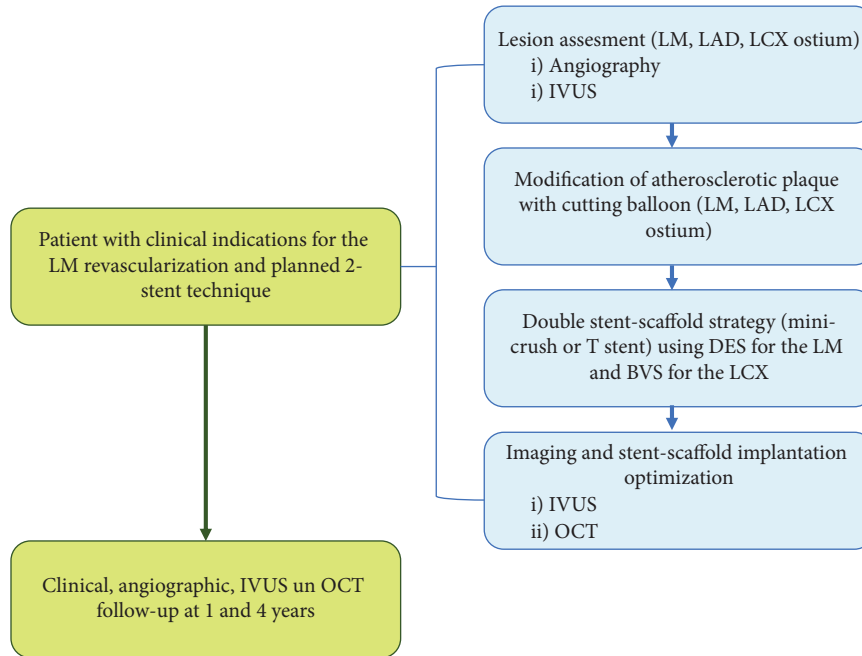 Lesion assesment (LM, LAD, LCX ostium)
i) Angiography
i) IVUS
Modification of atherosclerotic plaque
with cutting balloon (LM, LAD, LCX
ostium)
Patient with clinical indications for the
LM revascularization and planned 2-
stent technique
Double stent-scaffold strategy (mini-
crush or T stent) using DES for the LM
and BVS for the LCX
Imaging and stent-scaffold implantation
optimization
i) IVUS
ii) OCT
Clinical, angiographic, IVUS un OCT
follow-up at 1 and 4 years